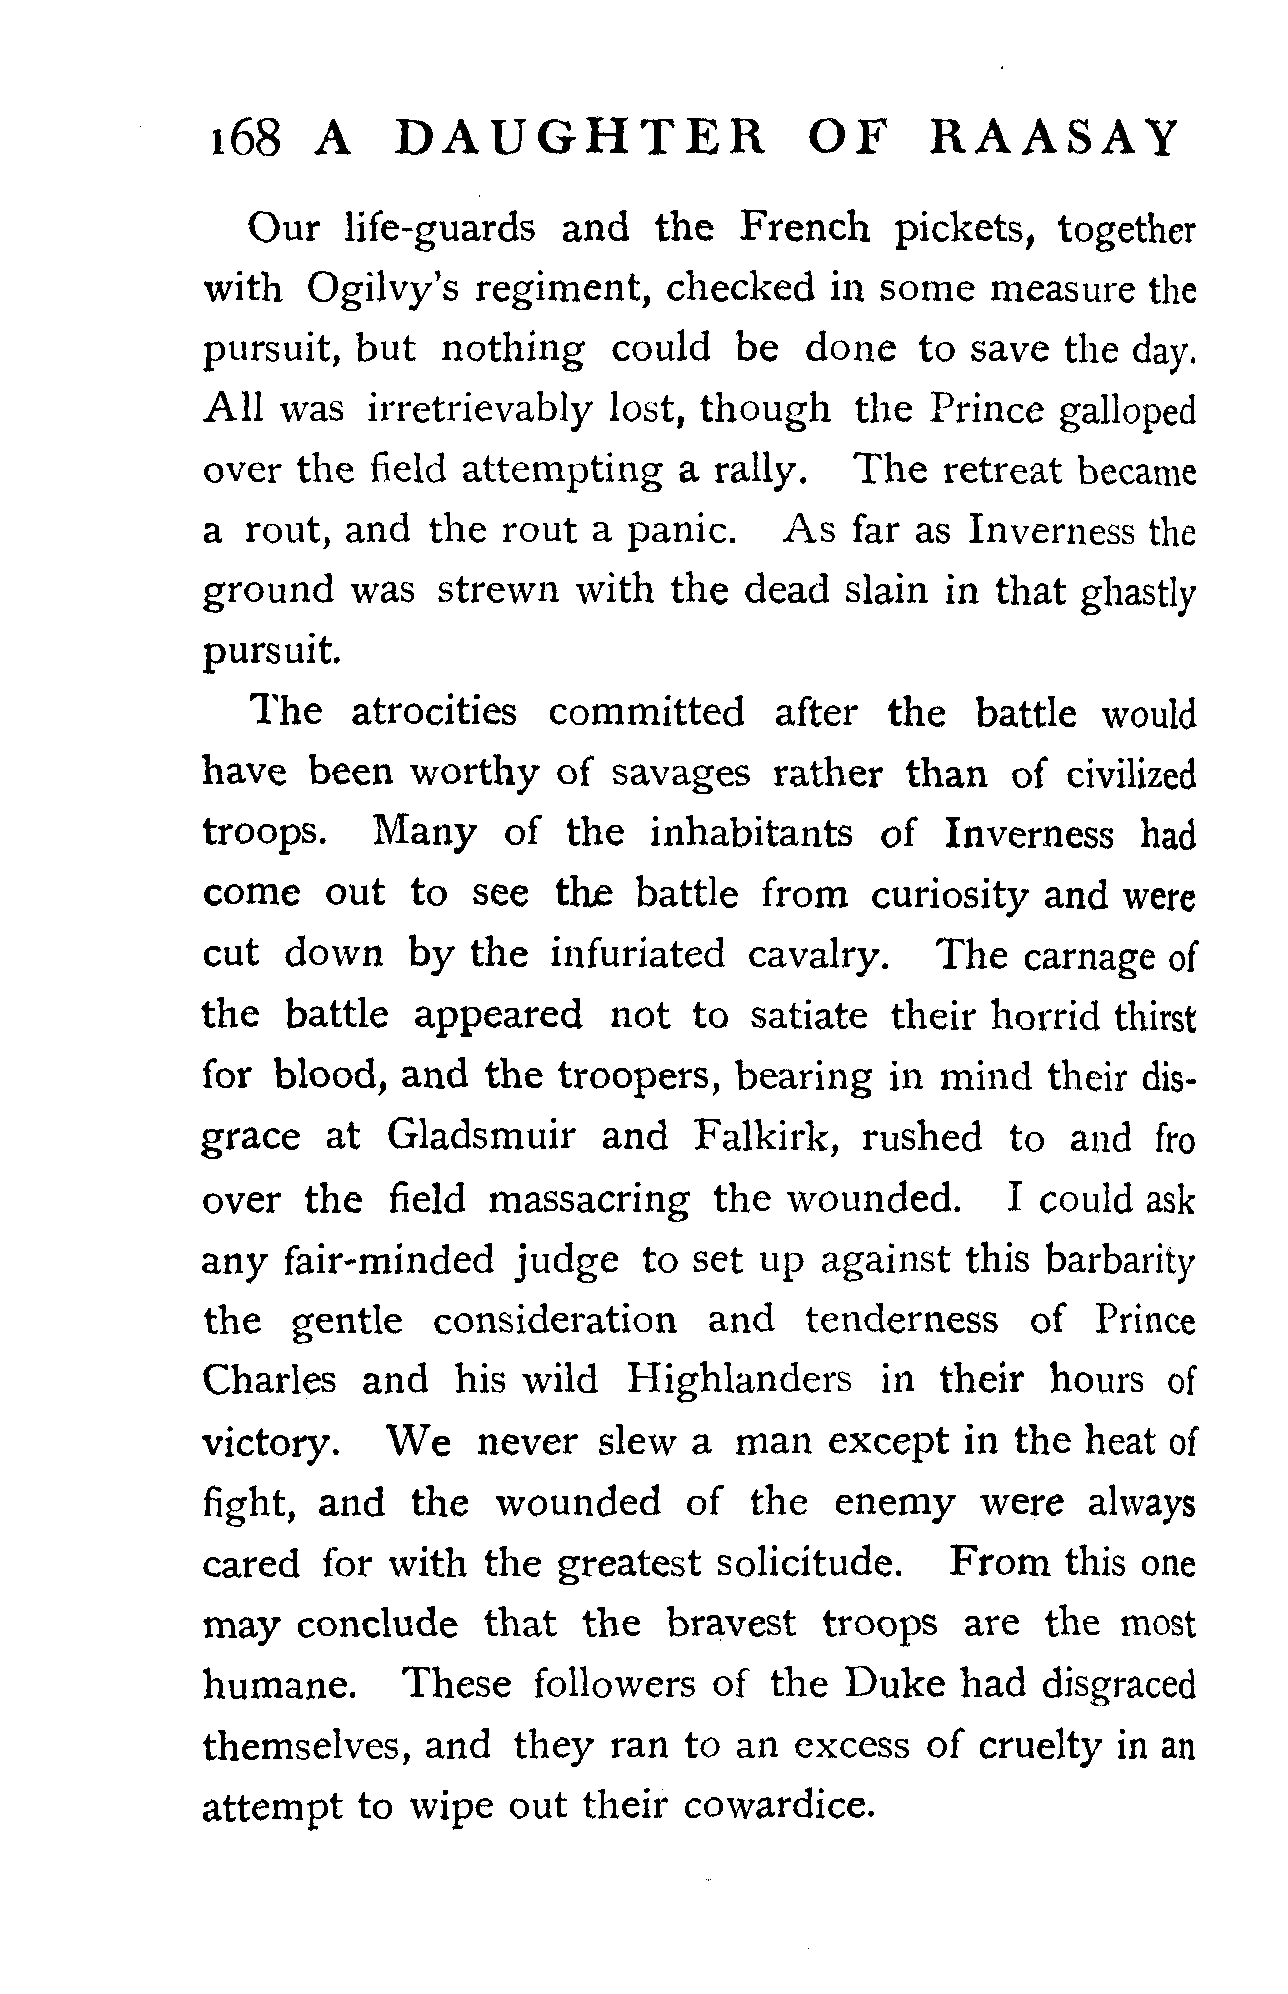 168 A DAUGHTER OF RAASAY
Our life-guards and the French pickets, together
with Ogilvy's regiment, checked in some measure the
pursuit, but nothing could be done to save the day.
All was irretrievably lost, though the Prince galloped
over the field attempting a rally. The retreat became
a rout, and the rout a panic. As far as Inverness the
ground was strewn with the dead slain in that ghastly
pursuit.
The atrocities committed after the battle would
have been worthy of savages rather than of civilized
troops. Many of the inhabitants of Inverness had
come out to see the battle from curiosity and were
cut down by the infuriated cavalry. The carnage of
the battle appeared not to satiate their horrid thirst
for blood, and the troopers, bearing in mind their dis-
grace at Gladsmuir and Falkirk, rushed to and fro
over the field massacring the wounded. I could ask
any fair-minded judge to set up against this barbarity
the gentle consideration and tenderness of Prince
Charles and his wild Highlanders in their hours of
victory. We never slew a man except in the heat of
fight, and the wounded of the enemy were always
cared for with the greatest solicitude. From this one
may conclude that the bravest troops are the most
humane. These followers of the Duke had disgraced
themselves, and they ran to an excess of cruelty in an
attempt to wipe out their cowardice.